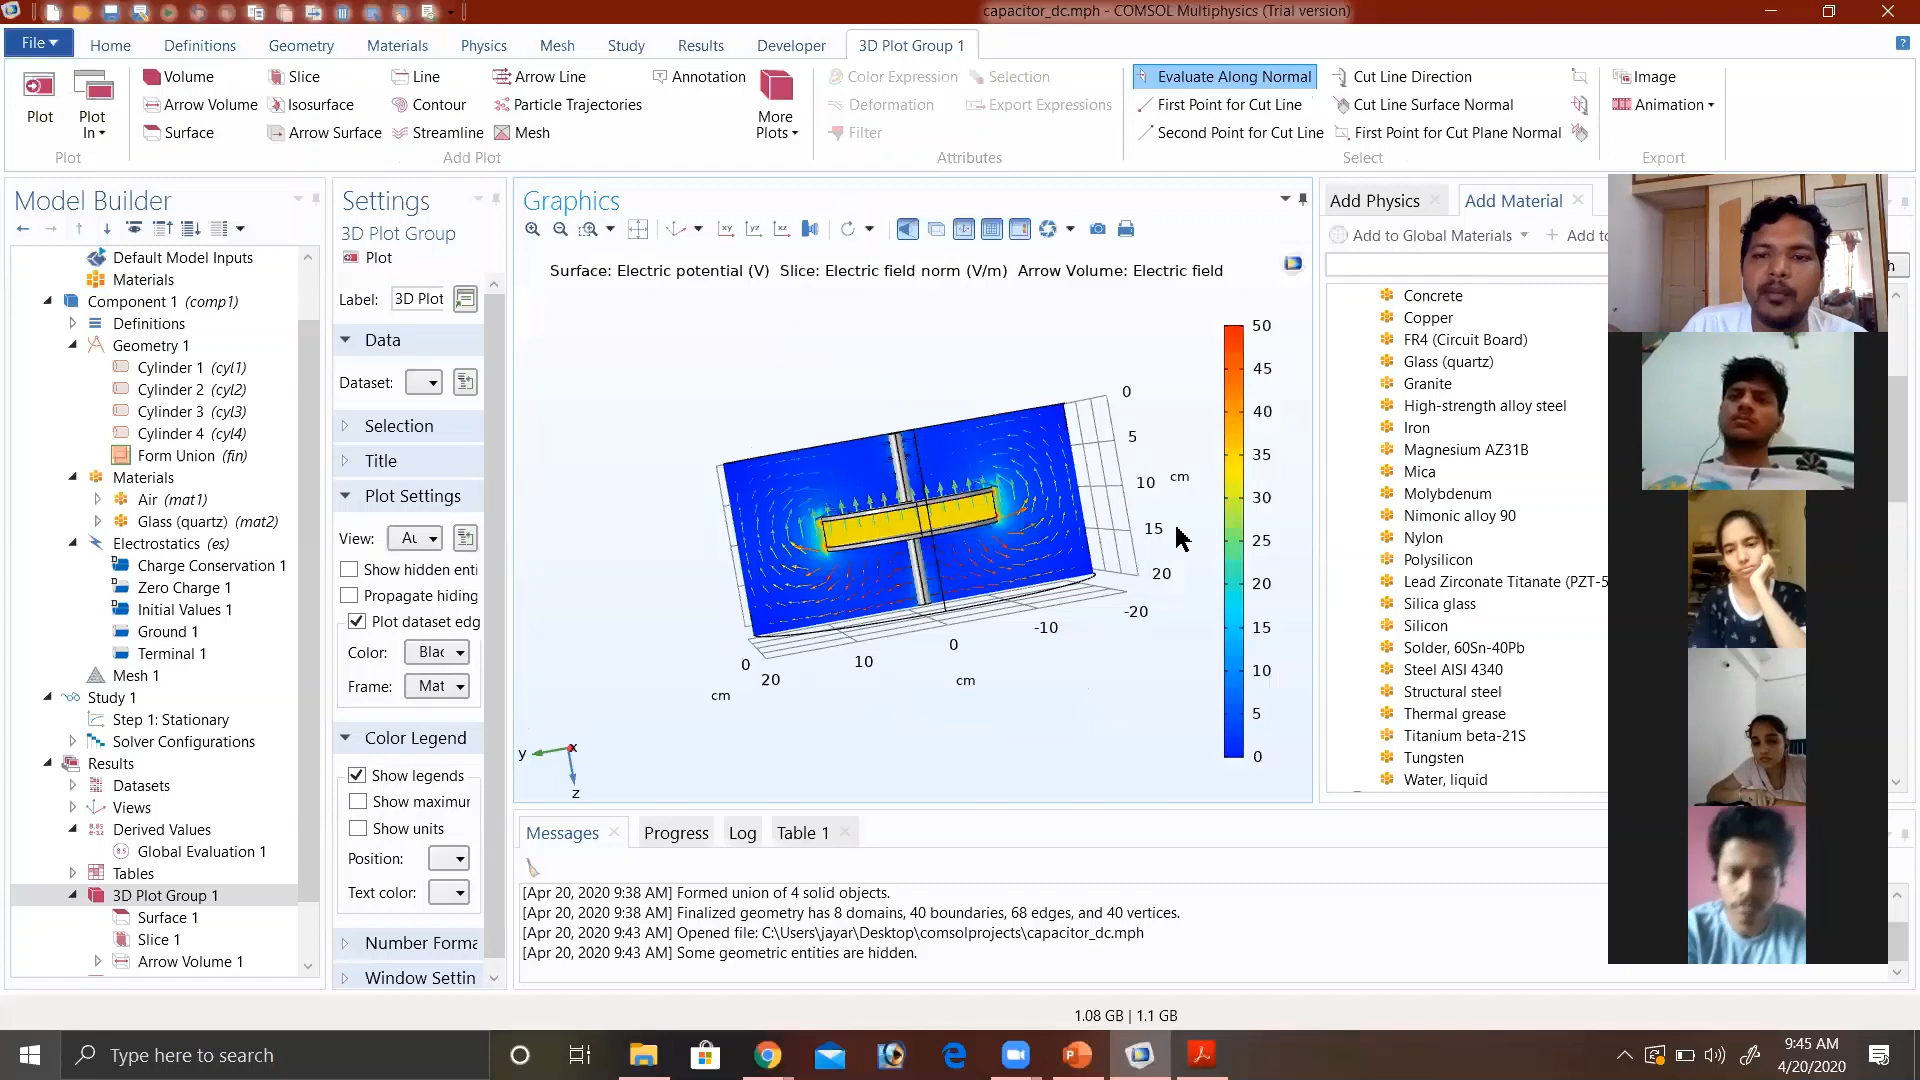 capacitor_dc.mph - COMSOL Multiphysics (Trial version)
File Home Definitions Geometry Materials Physics Mesh Study Results Developer 3D Plot Group 1
Plot
Plot In
Plot
Volume Slice Line Arrow Line Annotation
Arrow Volume Isosurface Contour Particle Trajectories
Surface Arrow Surface Streamline Mesh
More Plots
Add Plot
Color Expression Selection
Deformation Export Expressions
Filter
Attributes
Evaluate Along Normal Cut Line Direction
First Point for Cut Line Cut Line Surface Normal
Second Point for Cut Line First Point for Cut Plane Normal
Select
Image
Animation
Export
Model Builder
Default Model Inputs
Materials
Component 1 (comp1)
Definitions
Geometry 1
Cylinder 1 (cyl1)
Cylinder 2 (cyl2)
Cylinder 3 (cyl3)
Cylinder 4 (cyl4)
Form Union (fin)
Materials
Air (mat1)
Glass (quartz) (mat2)
Electrostatics (es)
Charge Conservation 1
Zero Charge 1
Initial Values 1
Ground 1
Terminal 1
Mesh 1
Study 1
Step 1: Stationary
Solver Configurations
Results
Datasets
Views
Derived Values
Global Evaluation 1
Tables
3D Plot Group 1
Surface 1
Slice 1
Arrow Volume 1
Settings
3D Plot Group
Plot
Label: 3D Plot
Data
Dataset:
Selection
Title
Plot Settings
View: Au
Show hidden enti
Propagate hiding
Plot dataset edg
Color: Blac
Frame: Mat
Color Legend
Show legends
Show maximur
Show units
Position:
Text color:
Number Forma
Window Settin
Graphics
xy yz xz
Surface: Electric potential (V) Slice: Electric field norm (V/m) Arrow Volume: Electric field
0
5
10
cm
15
20
-20
-10
0
10
cm
0
20
cm
50
45
40
35
30
25
20
15
10
5
0
y x
z
Messages Progress Log Table 1
[Apr 20, 2020 9:38 AM] Formed union of 4 solid objects.
[Apr 20, 2020 9:38 AM] Finalized geometry has 8 domains, 40 boundaries, 68 edges, and 40 vertices.
[Apr 20, 2020 9:43 AM] Opened file: C:\Users\jayar\Desktop\comsolprojects\capacitor_dc.mph
[Apr 20, 2020 9:43 AM] Some geometric entities are hidden.
Add Physics Add Material
Add to Global Materials Add to
h
Concrete
Copper
FR4 (Circuit Board)
Glass (quartz)
Granite
High-strength alloy steel
Iron
Magnesium AZ31B
Mica
Molybdenum
Nimonic alloy 90
Nylon
Polysilicon
Lead Zirconate Titanate (PZT-5
Silica glass
Silicon
Solder, 60Sn-40Pb
Steel AISI 4340
Structural steel
Thermal grease
Titanium beta-21S
Tungsten
Water, liquid
1.08 GB | 1.1 GB
Type here to search
9:45 AM
4/20/2020